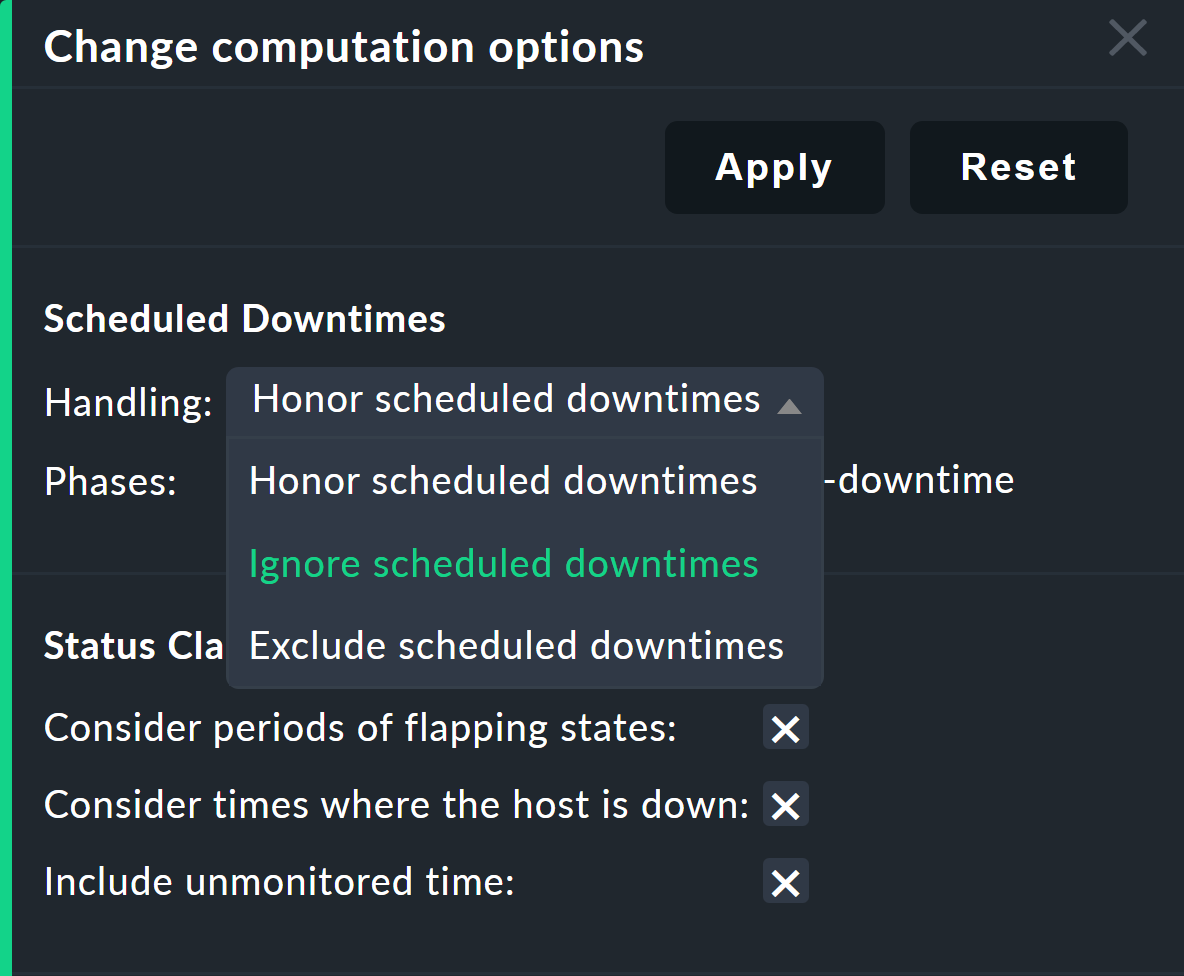 Change computation options
Apply Reset
Scheduled Downtimes
Handling: Honor scheduled downtimes
Phases: Honor scheduled downtimes -downtime
Ignore scheduled downtimes
Status Cla Exclude scheduled downtimes
Consider periods of flapping states:
Consider times where the host is down:
Include unmonitored time: